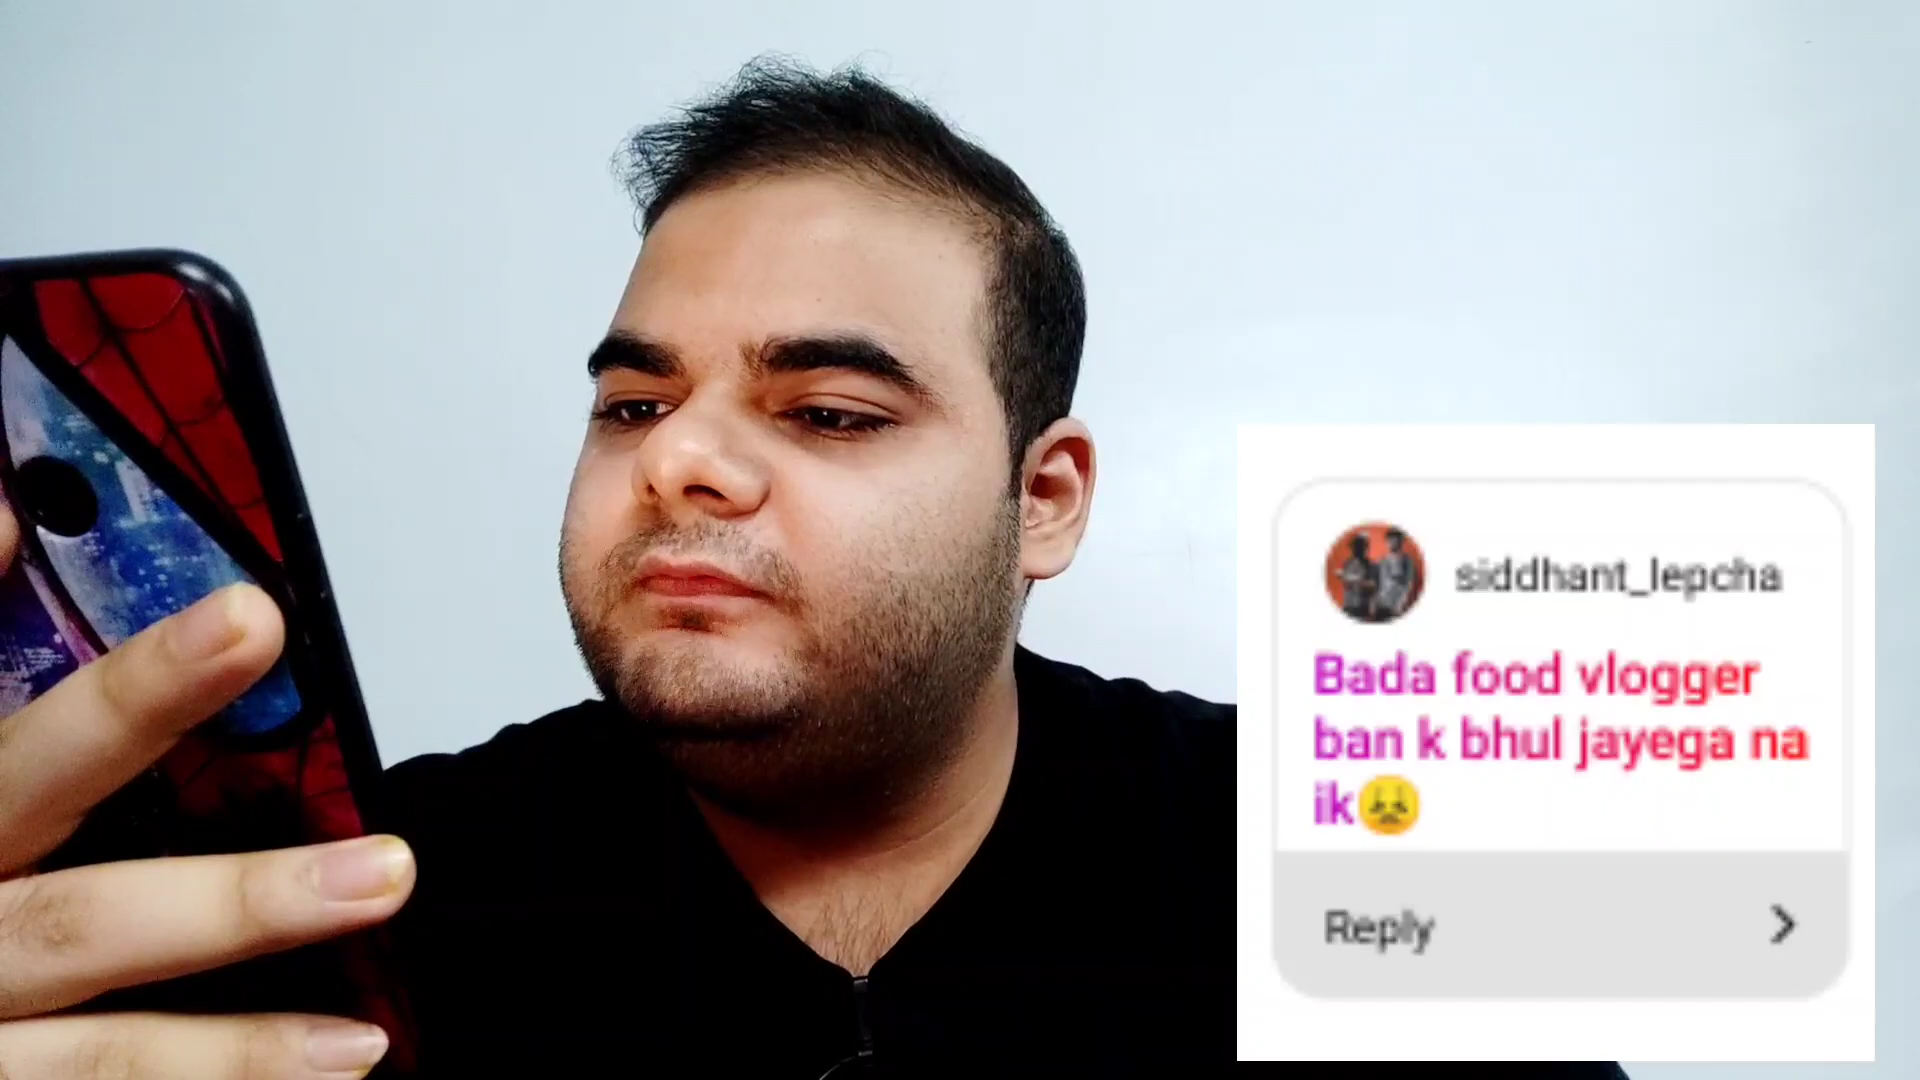 siddhant_lepcha
Bada food vlogger
ban k bhul jayega na
ik😩
Reply